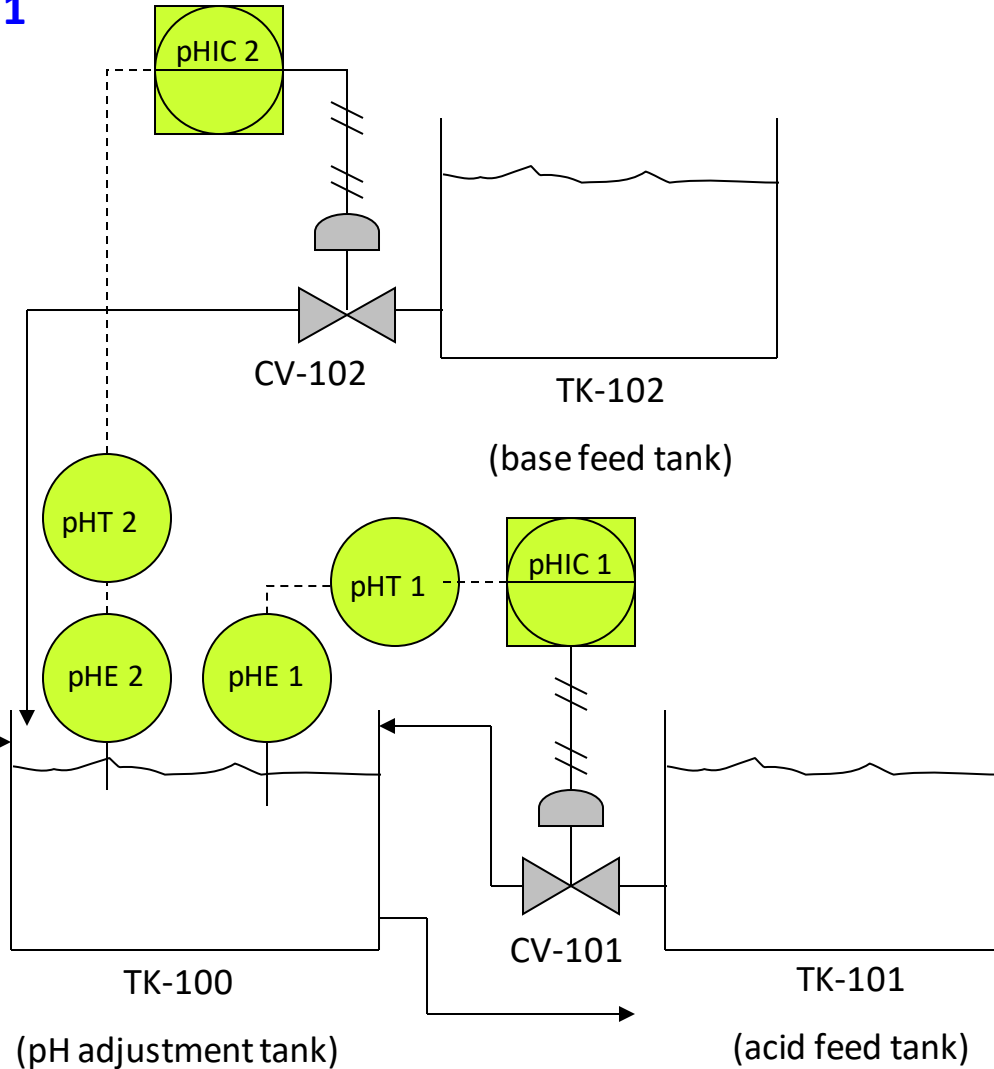 1
pHIC 2
CV-102
TK-102
(base feed tank)
pHT 2
pHT 1
pHIC 1
pHE 2
pHE 1
CV-101
TK-100
TK-101
(pH adjustment tank)
(acid feed tank)